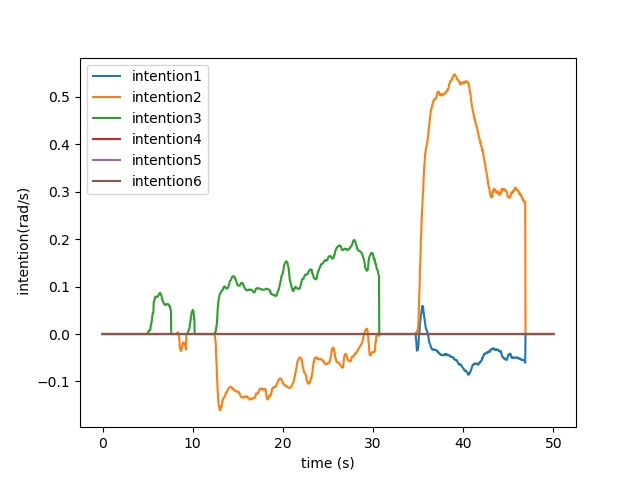 intention1
intention2
intention3
intention4
intention5
intention6
intention(rad/s)
0.5
0.4
0.3
0.2
0.1
0.0
−0.1
0 10 20 30 40 50
time (s)